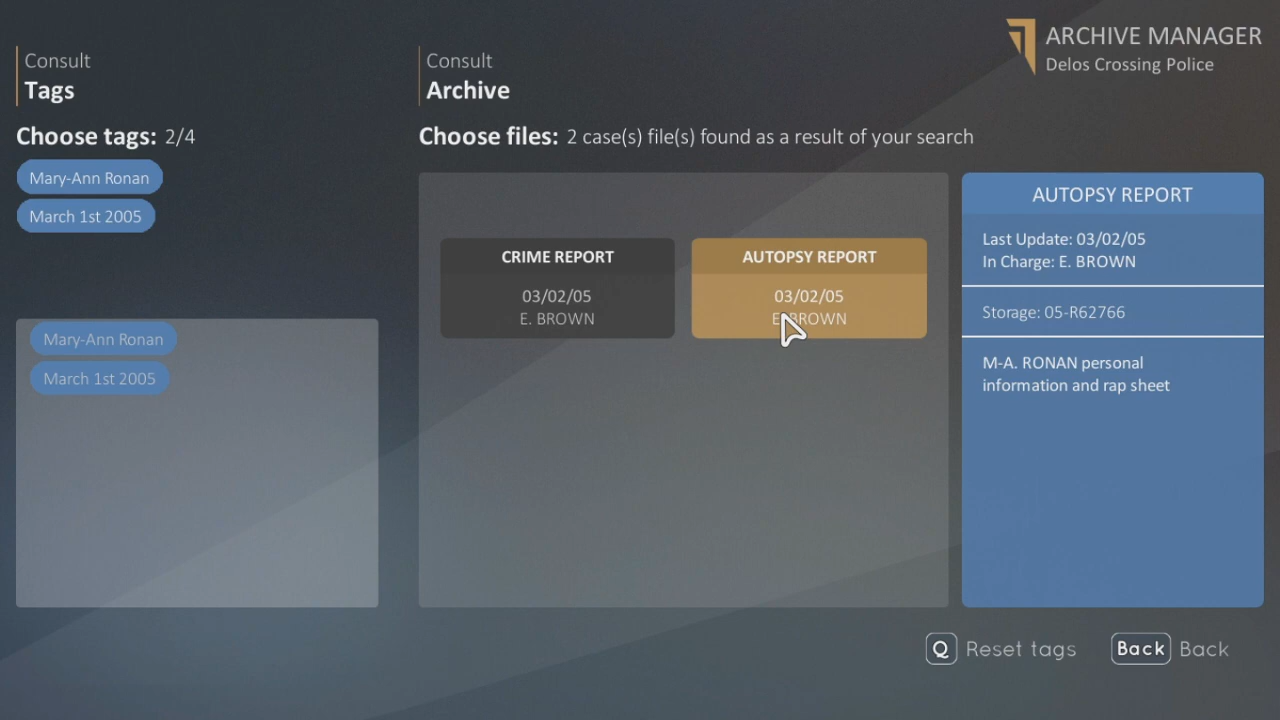 ARCHIVE MANAGER
Delos Crossing Police
Consult
Tags
Choose tags: 2/4
Mary-Ann Ronan
March 1st 2005
Mary-Ann Ronan
March 1st 2005
Consult
Archive
Choose files: 2 case(s) file(s) found as a result of your search
CRIME REPORT
03/02/05
E. BROWN
AUTOPSY REPORT
03/02/05
E. BROWN
AUTOPSY REPORT
Last Update: 03/02/05
In Charge: E. BROWN
Storage: 05-R62766
M-A. RONAN personal
information and rap sheet
Q Reset tags
Back Back